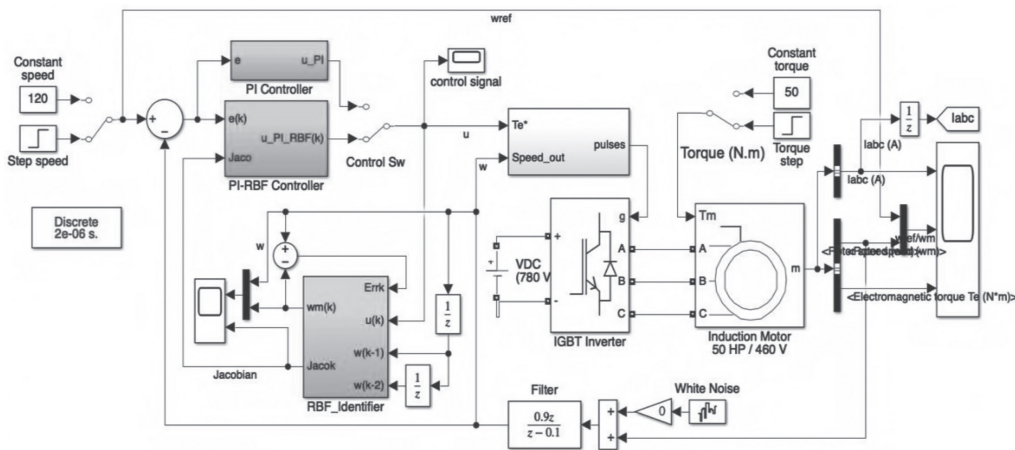 wref
Constant
speed
120
Step speed
+
−
e
u_PI
PI Controller
e(k)
u_PI_RBF(k)
Jaco
PI-RBF Controller
Control Sw
control signal
u
w
Te*
Speed_out
pulses
Constant
torque
50
Torque
step
Torque (N.m)
1
z
Iabc
Iabc (A)
Iabc (A)
wref/wm
<Electromagnetic torque Te (N*m)>
Discrete
2e-06 s.
w
+
−
Errk
wm(k)
u(k)
w(k-1)
Jacok
w(k-2)
RBF_Identifier
Jacobian
1
z
1
z
+
-
VDC
(780 V
g
A
B
C
+
-
IGBT Inverter
Tm
A
B
C
m
Induction Motor
50 HP / 460 V
Filter
0.9z
z − 0.1
+
+
0
White Noise